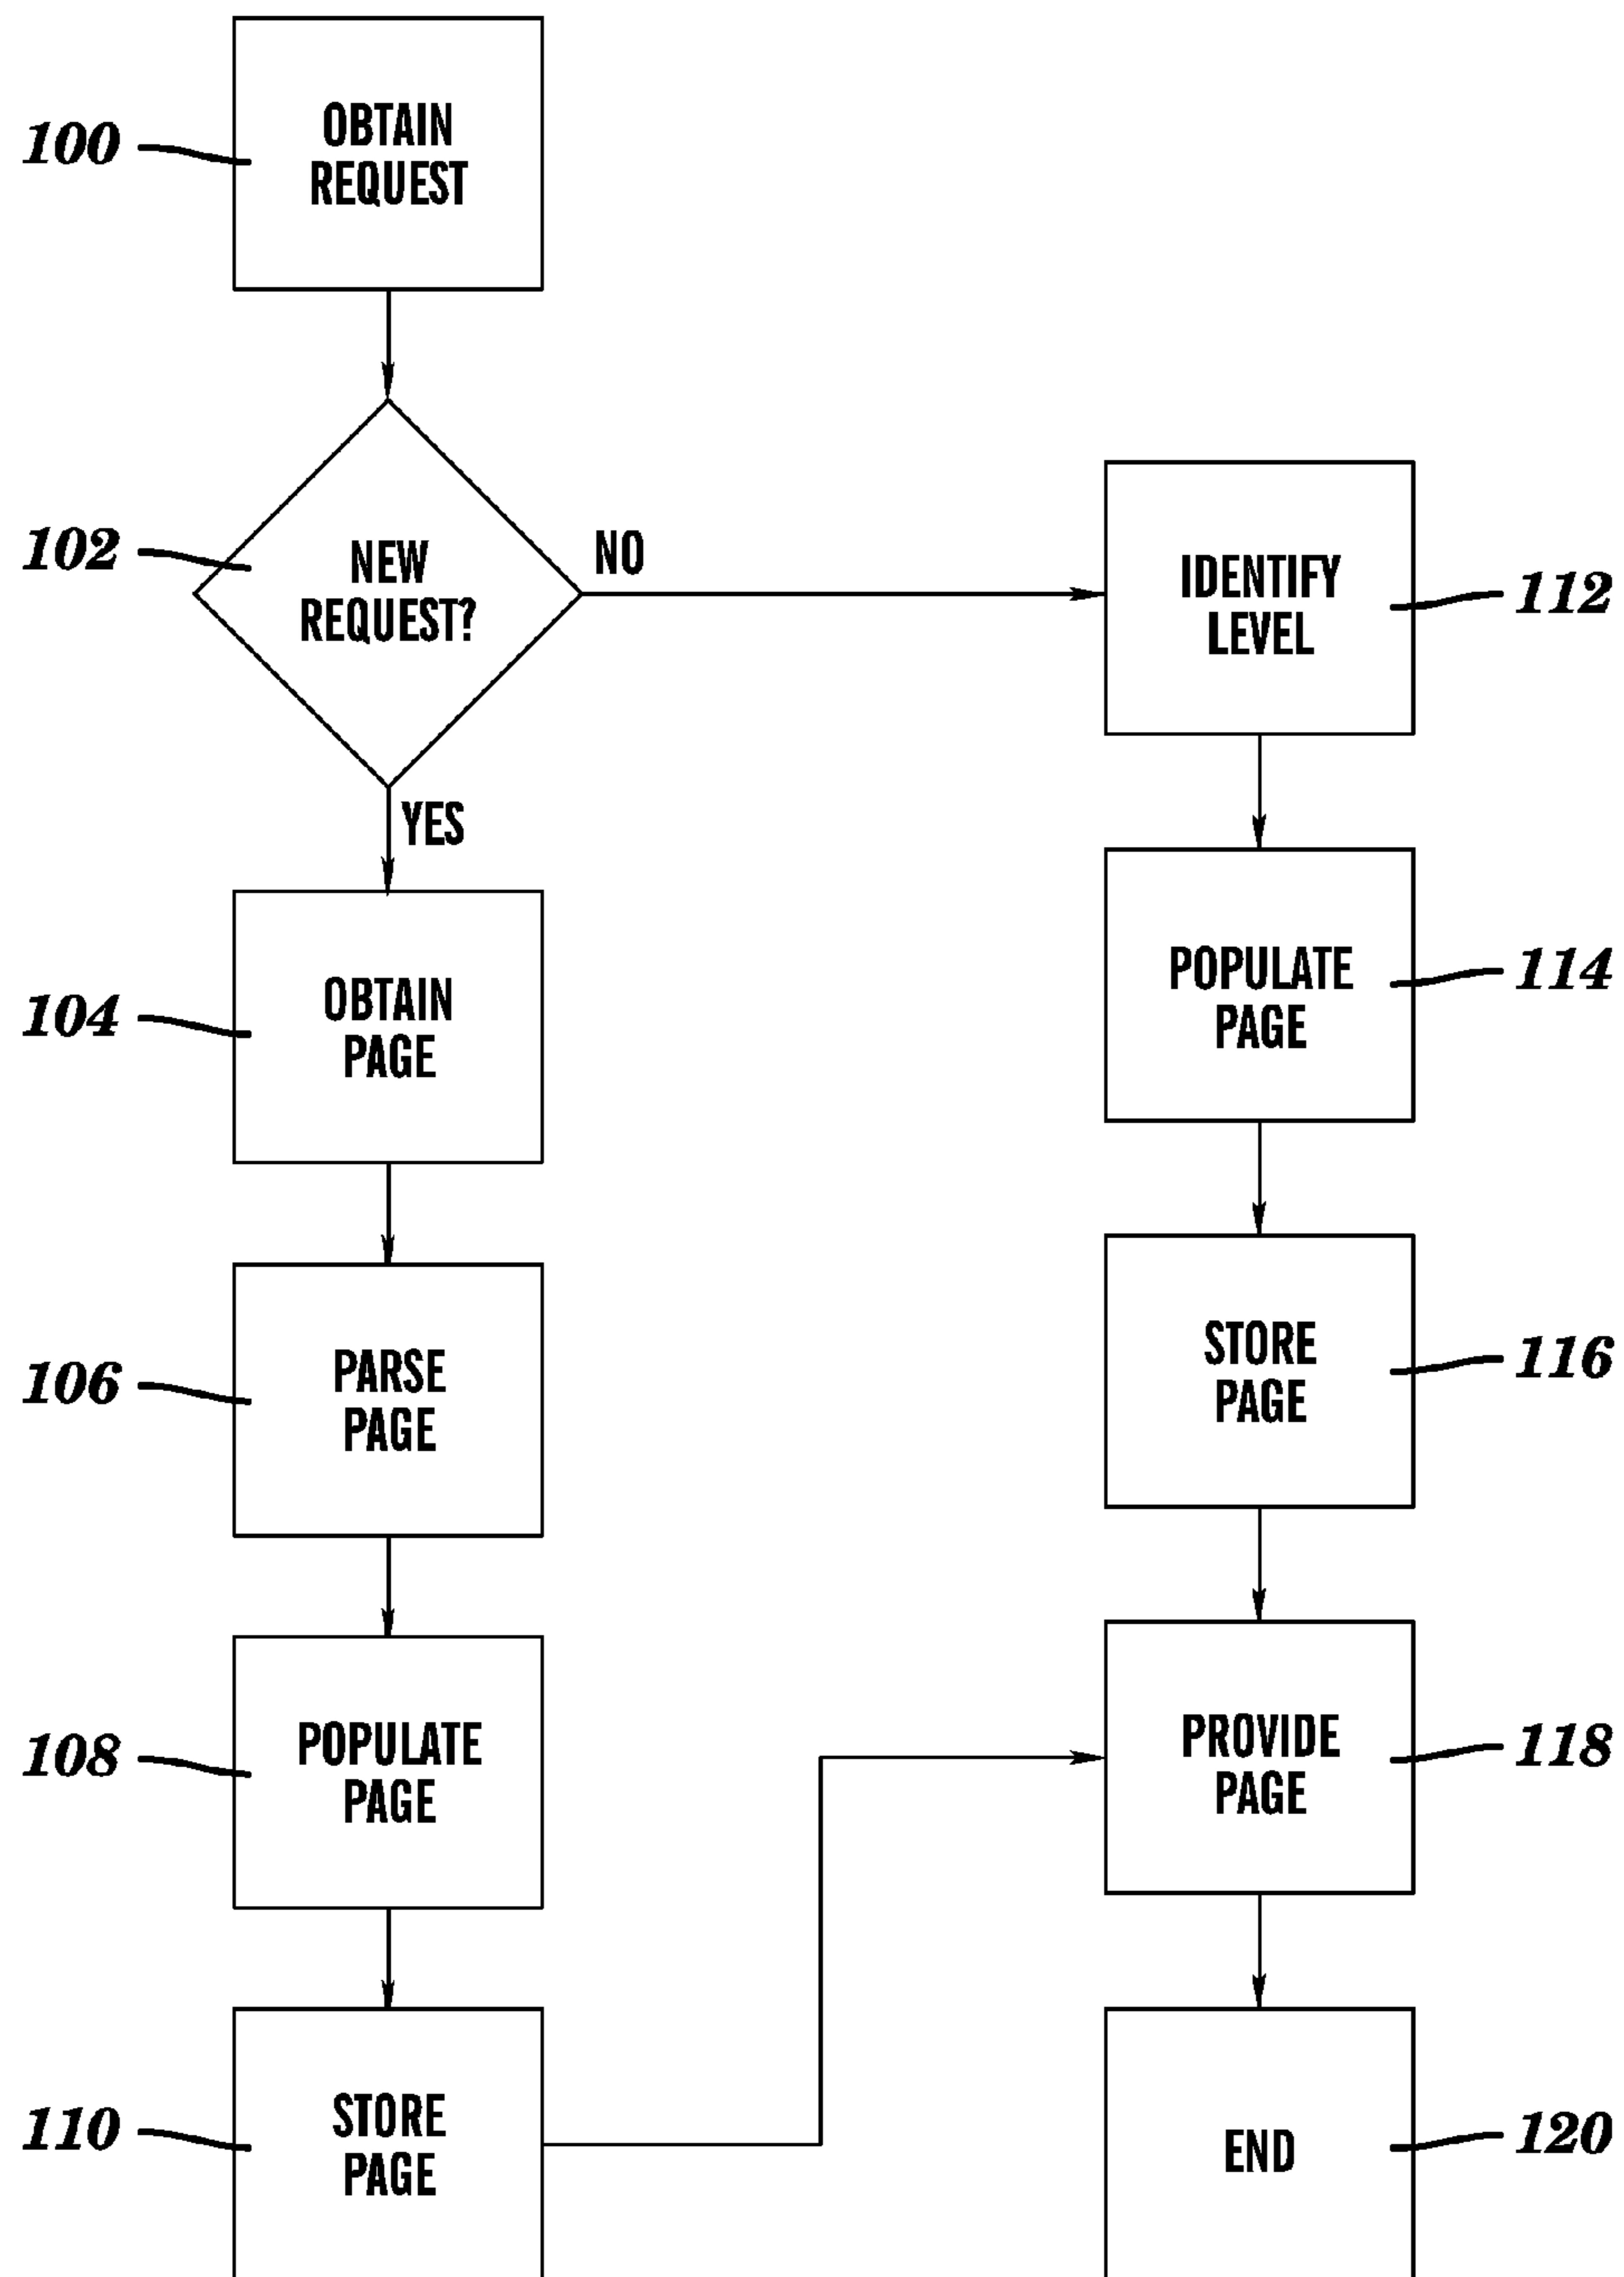 100
OBTAIN
REQUEST
102
NEW
REQUEST?
NO
YES
104
OBTAIN
PAGE
106
PARSE
PAGE
108
POPULATE
PAGE
110
STORE
PAGE
IDENTIFY
LEVEL
112
POPULATE
PAGE
114
STORE
PAGE
116
PROVIDE
PAGE
118
END
120